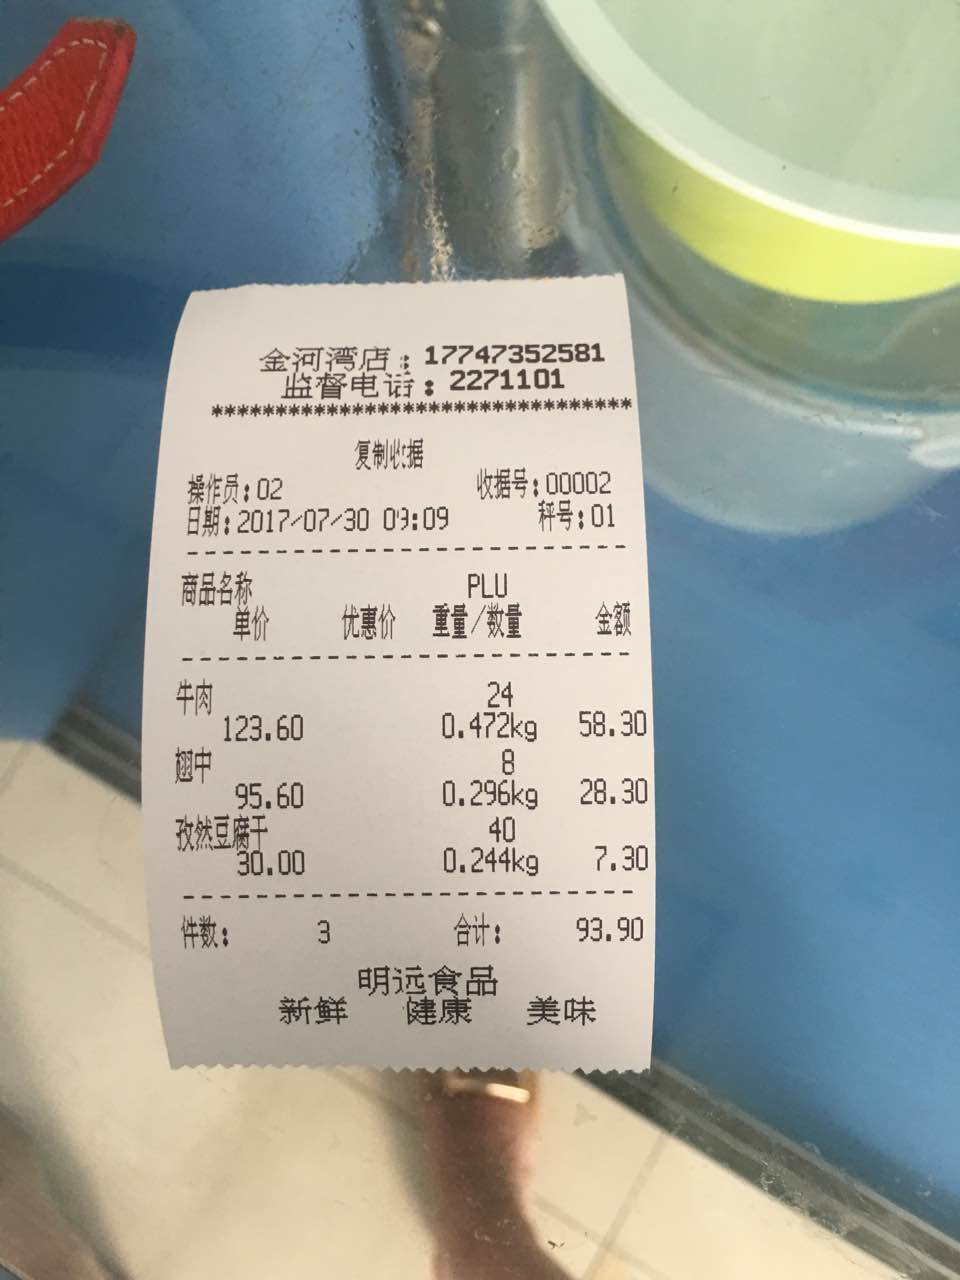 金河湾店：17747352581
监督电话：2271101
*********************************
复制收据
操作员:02 收据号:00002
日期:2017/07/30 09:09 秤号:01
商品名称 PLU
单价 优惠价 重量/数量 金额
牛肉 24
123.60 0.472kg 58.30
翅中 8
95.60 0.296kg 28.30
孜然豆腐干 40
30.00 0.244kg 7.30
件数: 3 合计: 93.90
明远食品
新鲜 健康 美味